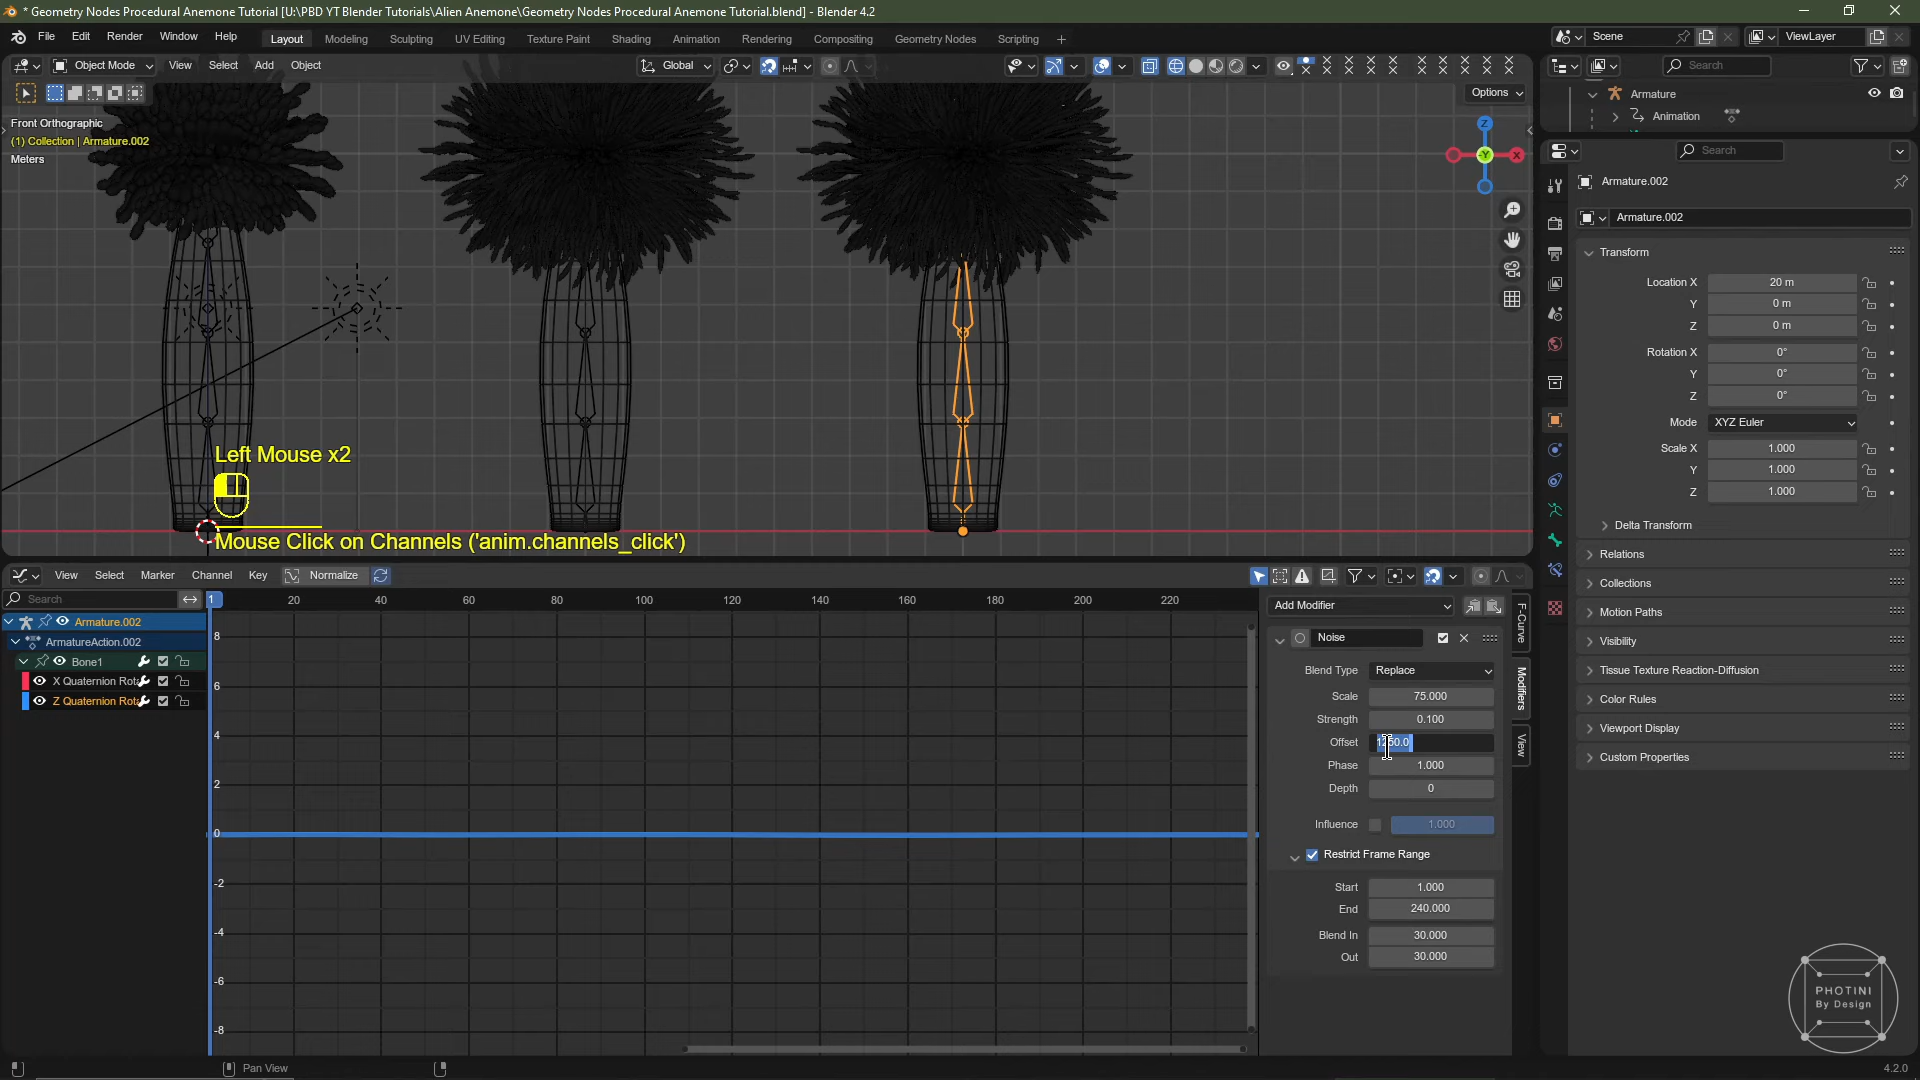 * Geometry Nodes Procedural Anemone Tutorial [U:\PBD YT Blender Tutorials\Alien Anemone\Geometry Nodes Procedural Anemone Tutorial.blend] - Blender 4.2
File Edit Render Window Help Layout Modeling Sculpting UV Editing Texture Paint Shading Animation Rendering Compositing Geometry Nodes Scripting + Scene ViewLayer
Object Mode View Select Add Object Global Search
Options
Armature
Animation
Front Orthographic
(1) Collection | Armature.002
Meters
Z
-Y
X
Search
Armature.002
Armature.002
Transform
Location X 20 m
Y 0 m
Z 0 m
Rotation X 0°
Y 0°
Z 0°
Mode XYZ Euler
Scale X 1.000
Y 1.000
Z 1.000
Delta Transform
Relations
Collections
Motion Paths
Visibility
Tissue Texture Reaction-Diffusion
Color Rules
Viewport Display
Custom Properties
Left Mouse x2
Mouse Click on Channels ('anim.channels_click')
View Select Marker Channel Key Normalize
Search
1 20 40 60 80 100 120 140 160 180 200 220
Armature.002
ArmatureAction.002
Bone1
X Quaternion Rota
Z Quaternion Rota
8
6
4
2
0
-2
-4
-6
-8
Add Modifier
Noise
Blend Type Replace
Scale 75.000
Strength 0.100
Offset 1250.0
Phase 1.000
Depth 0
Influence 1.000
Restrict Frame Range
Start 1.000
End 240.000
Blend In 30.000
Out 30.000
F-Curve
Modifiers
View
PHOTINI
By Design
Pan View
4.2.0